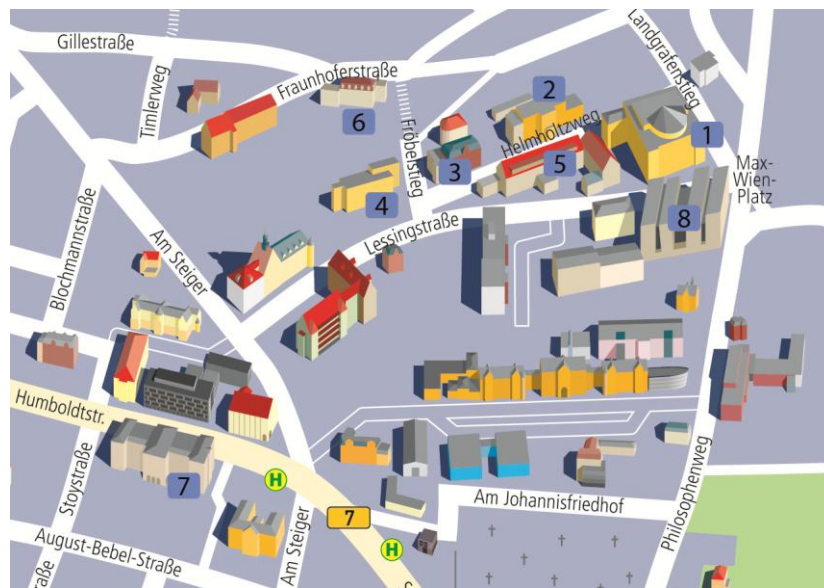 Gillestraße
Timlerweg
Fraunhoferstraße
Landgrafenstieg
2
6
Fröbelstieg
Helmholtzweg
1
3
5
Max-
Wien-
Platz
4
8
Blochmannstraße
Am Steiger
Lessingstraße
Humboldtstr.
Stoystraße
7
H
Am Steiger
7
H
Am Johannisfriedhof
Philosophenweg
August-Bebel-Straße
raße